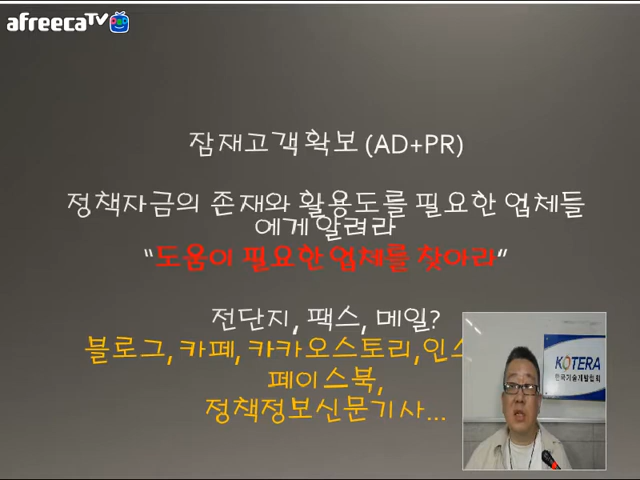 afreecaTV
잠재고객확보 (AD+PR)
정책자금의 존재와 활용도를 필요한 업체들
에게 알려라
“도움이 필요한 업체를 찾아라”
전단지, 팩스, 메일?
블로그, 카페, 카카오스토리,
페이스북,
정책정보신문기사...
KOTERA
한국기술개발협회